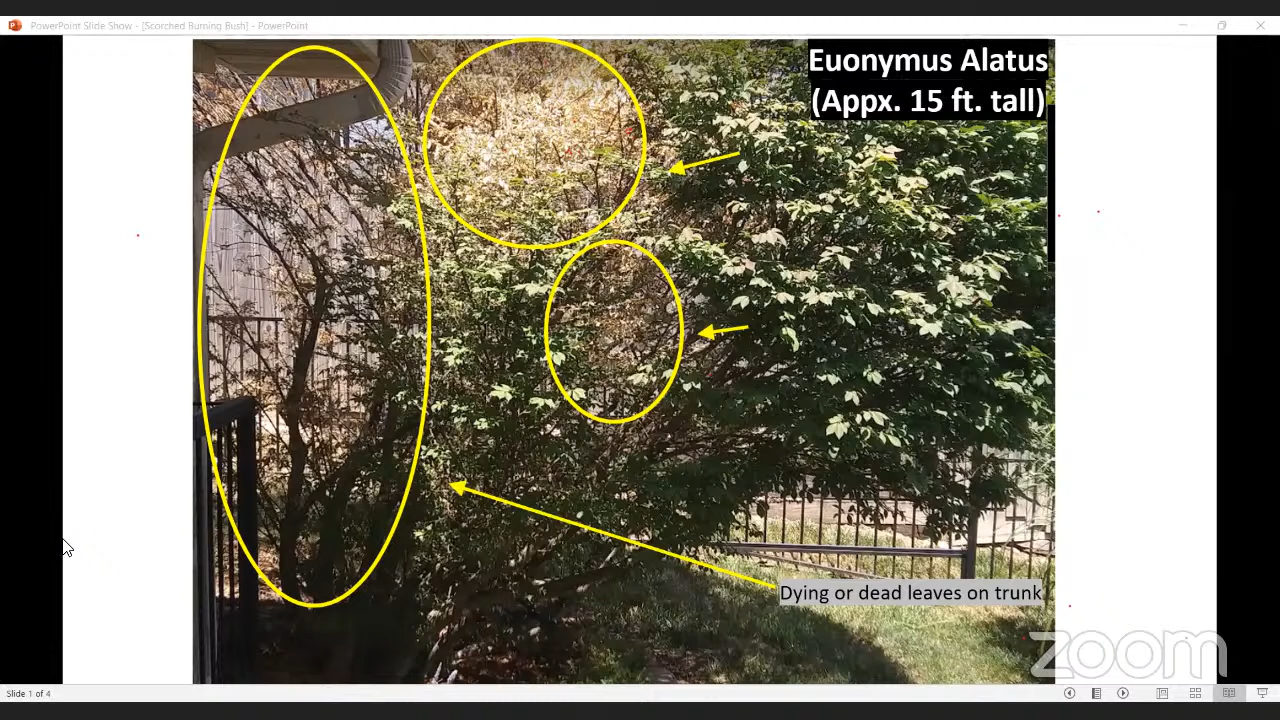 PowerPoint Slide Show - [Scorched Burning Bush] - PowerPoint
Euonymus Alatus
(Appx. 15 ft. tall)
Dying or dead leaves on trunk
zoom
Slide 1 of 4